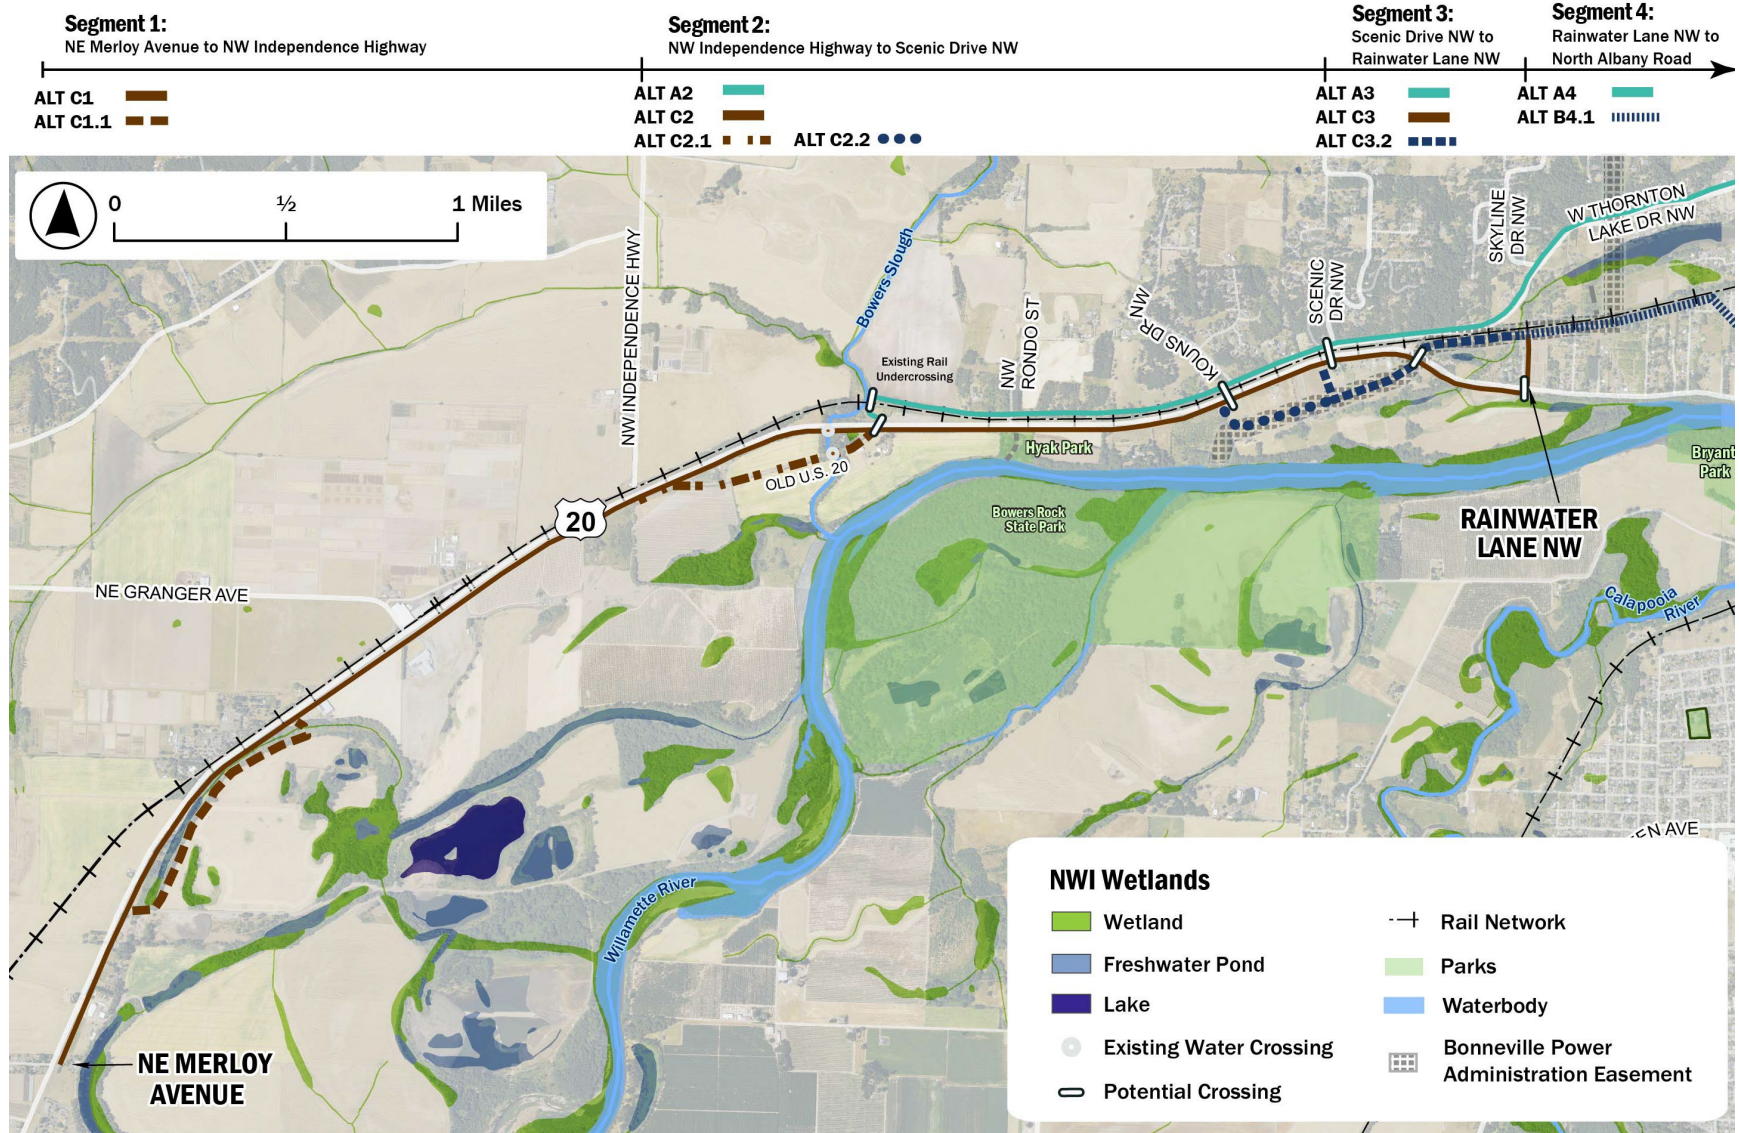 Segment 1:
NE Merloy Avenue to NW Independence Highway
Segment 2:
NW Independence Highway to Scenic Drive NW
Segment 3:
Scenic Drive NW to
Rainwater Lane NW
Segment 4:
Rainwater Lane NW to
North Albany Road
ALT C1
ALT C1.1
ALT A2
ALT C2
ALT C2.1
ALT C2.2
ALT A3
ALT C3
ALT C3.2
ALT A4
ALT B4.1
0
½
1 Miles
NW INDEPENDENCE HWY
Bowers Slough
Existing Rail
Undercrossing
NW
RONDO ST
KOUNS DR NW
SCENIC
DR NW
SKYLINE
DR NW
W THORNTON
LAKE DR NW
Hyak Park
OLD U.S. 20
20
Bowers Rock
State Park
Bryant
Park
RAINWATER
LANE NW
NE GRANGER AVE
Calapooia
River
EN AVE
Willamette River
NE MERLOY
AVENUE
NWI Wetlands
Wetland
Freshwater Pond
Lake
Existing Water Crossing
Potential Crossing
Rail Network
Parks
Waterbody
Bonneville Power
Administration Easement